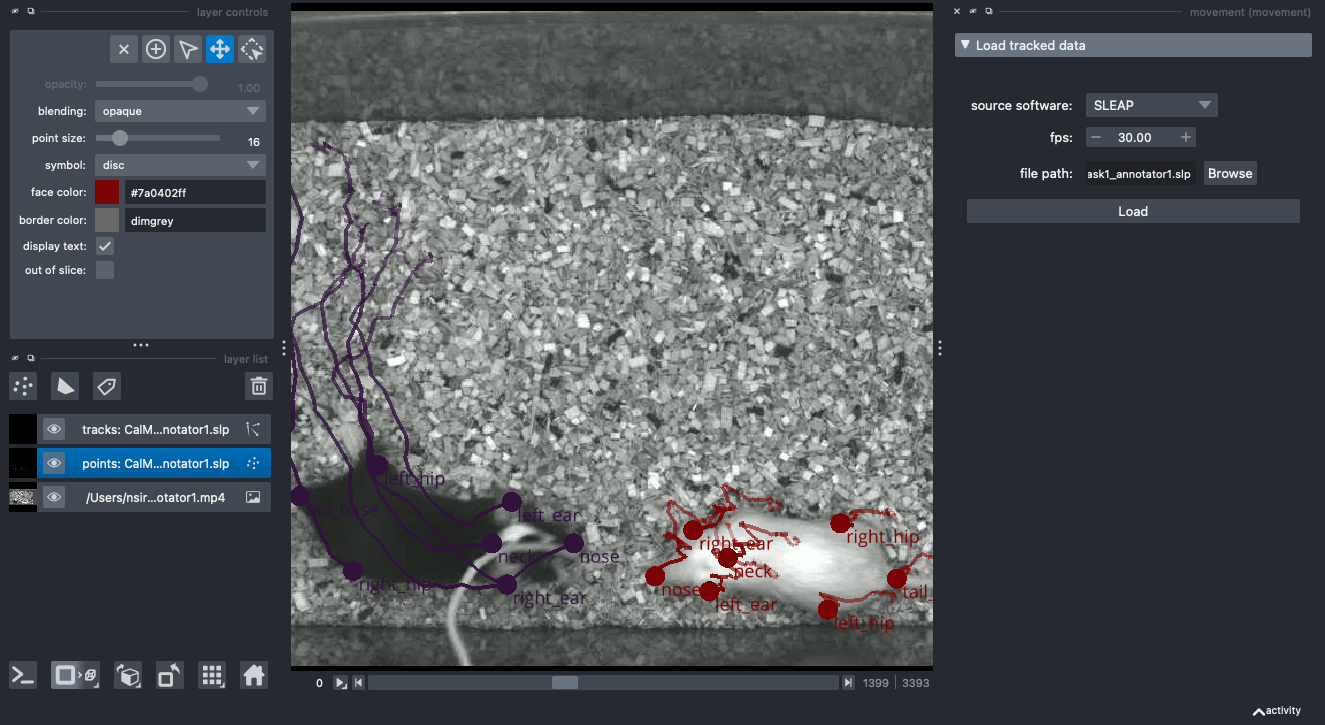 layer controls
opacity: 1.00
blending: opaque
point size: 16
symbol: disc
face color: #7a0402ff
border color: dimgrey
display text:
out of slice:
layer list
tracks: CalM...notator1.slp
points: CalM...notator1.slp
/Users/nsir...otator1.mp4
left_hip
tail_base
left_ear
neck
nose
right_hip
right_ear
right_ear
right_hip
neck
nose
tail_
left_ear
left_hip
0 1399 3393
movement (movement)
Load tracked data
source software: SLEAP
fps: 30.00
file path: ask1_annotator1.slp Browse
Load
activity